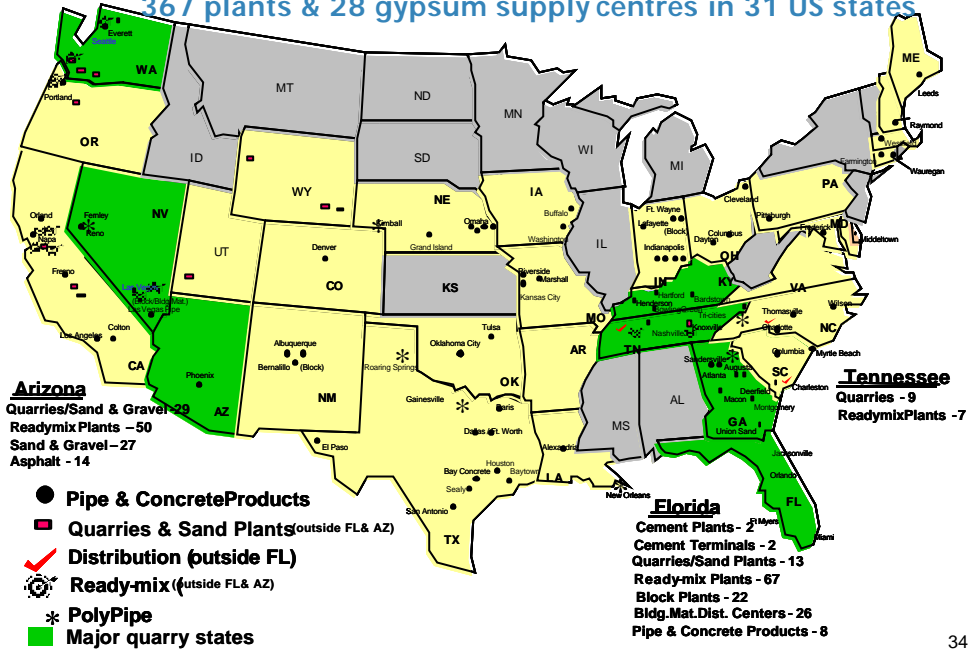 367 plants & 28 gypsum supply centres in 31 US states
Everett
Seattle
WA
Portland
OR
MT
ND
MN
ID
SD
WI
MI
ME
Leeds
Raymond
Farmington
Wauregan
WY
NE
IA
PA
NV
Orland
Napa
Fernley
Reno
UT
Kimball
Omaha
Grand Island
Buffalo
Washington
IL
Ft. Wayne
Lafayette
(Block)
Indianapolis
IN
Cleveland
Columbus
Dayton
OH
Pittsburgh
Frederick
MD
Middeltown
Denver
CO
KS
Riverside
Marshall
Kansas City
MO
Fresno
Las Vegas
(Block/Bldg.Mat.)
Las Vegas Pipe
KY
Hartford
Henderson
Bardstown
Tri-cities
Nashville
Knoxville
TN
VA
Wilson
Thomasville
Charlotte
NC
Los Angeles
Colton
CA
Phoenix
AZ
Albuquerque
Bernalillo
(Block)
NM
Roaring Springs
Tulsa
Oklahoma City
OK
AR
Gainesville
Paris
Dallas
Ft. Worth
MS
AL
Sandersville
Augusta
Atlanta
Deerfield
Macon
Montgomery
GA
Union Sand
Columbia
Myrtle Beach
SC
Charleston
El Paso
Alexandria
LA
Houston
Bay Concrete
Baytown
Sealy
San Antonio
TX
New Orleans
Jacksonville
Orlando
FL
Ft Myers
Miami
Arizona
Quarries/Sand & Gravel-29
Readymix Plants – 50
Sand & Gravel – 27
Asphalt - 14
Tennessee
Quarries - 9
ReadymixPlants - 7
Florida
Cement Plants - 2
Cement Terminals - 2
Quarries/Sand Plants - 13
Ready-mix Plants - 67
Block Plants - 22
Bldg.Mat.Dist. Centers - 26
Pipe & Concrete Products - 8
Pipe & ConcreteProducts
Quarries & Sand Plants(outside FL& AZ)
Distribution (outside FL)
Ready-mix (outside FL& AZ)
PolyPipe
Major quarry states
34